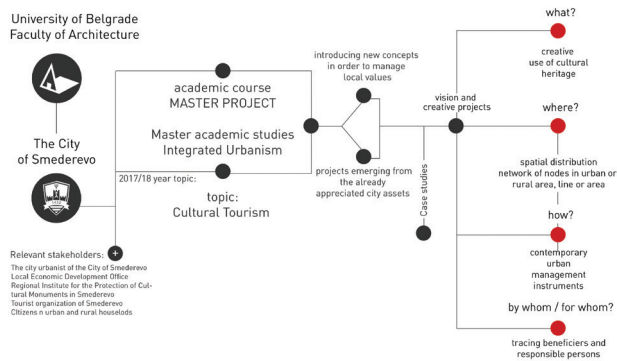 University of Belgrade
Faculty of Architecture
The City
of Smederevo
Relevant stakeholders:
+
The city urbanist of the City of Smederevo
Local Economic Development Office
Regional Institute for the Protection of Cul-
tural Monuments in Smederevo
Tourist organization of Smederevo
CItizens n urban and rural houselods
academic course
MASTER PROJECT
Master academic studies
Integrated Urbanism
2017/18 year topic:
topic:
Cultural Tourism
introducing new concepts
in order to manage
local values
projects emerging from
the already
appreciated city assets
Case studies
vision and
creative projects
what?
creative
use of cultural
heritage
where?
spatial distribution
network of nodes in urban or
rural area, line or area
how?
contemporary
urban
management
instruments
by whom / for whom?
tracing beneficiers and
responsible persons